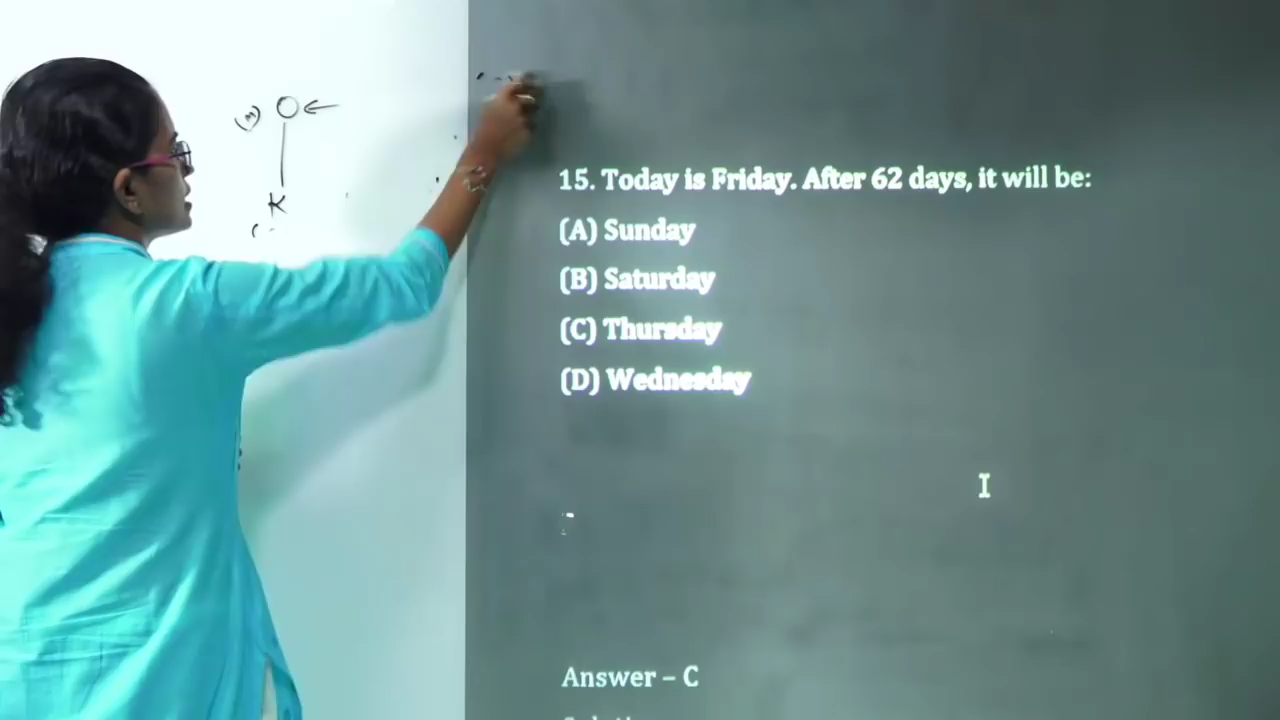 K
15. Today is Friday. After 62 days, it will be:
(A) Sunday
(B) Saturday
(C) Thursday
(D) Wednesday
Answer – C